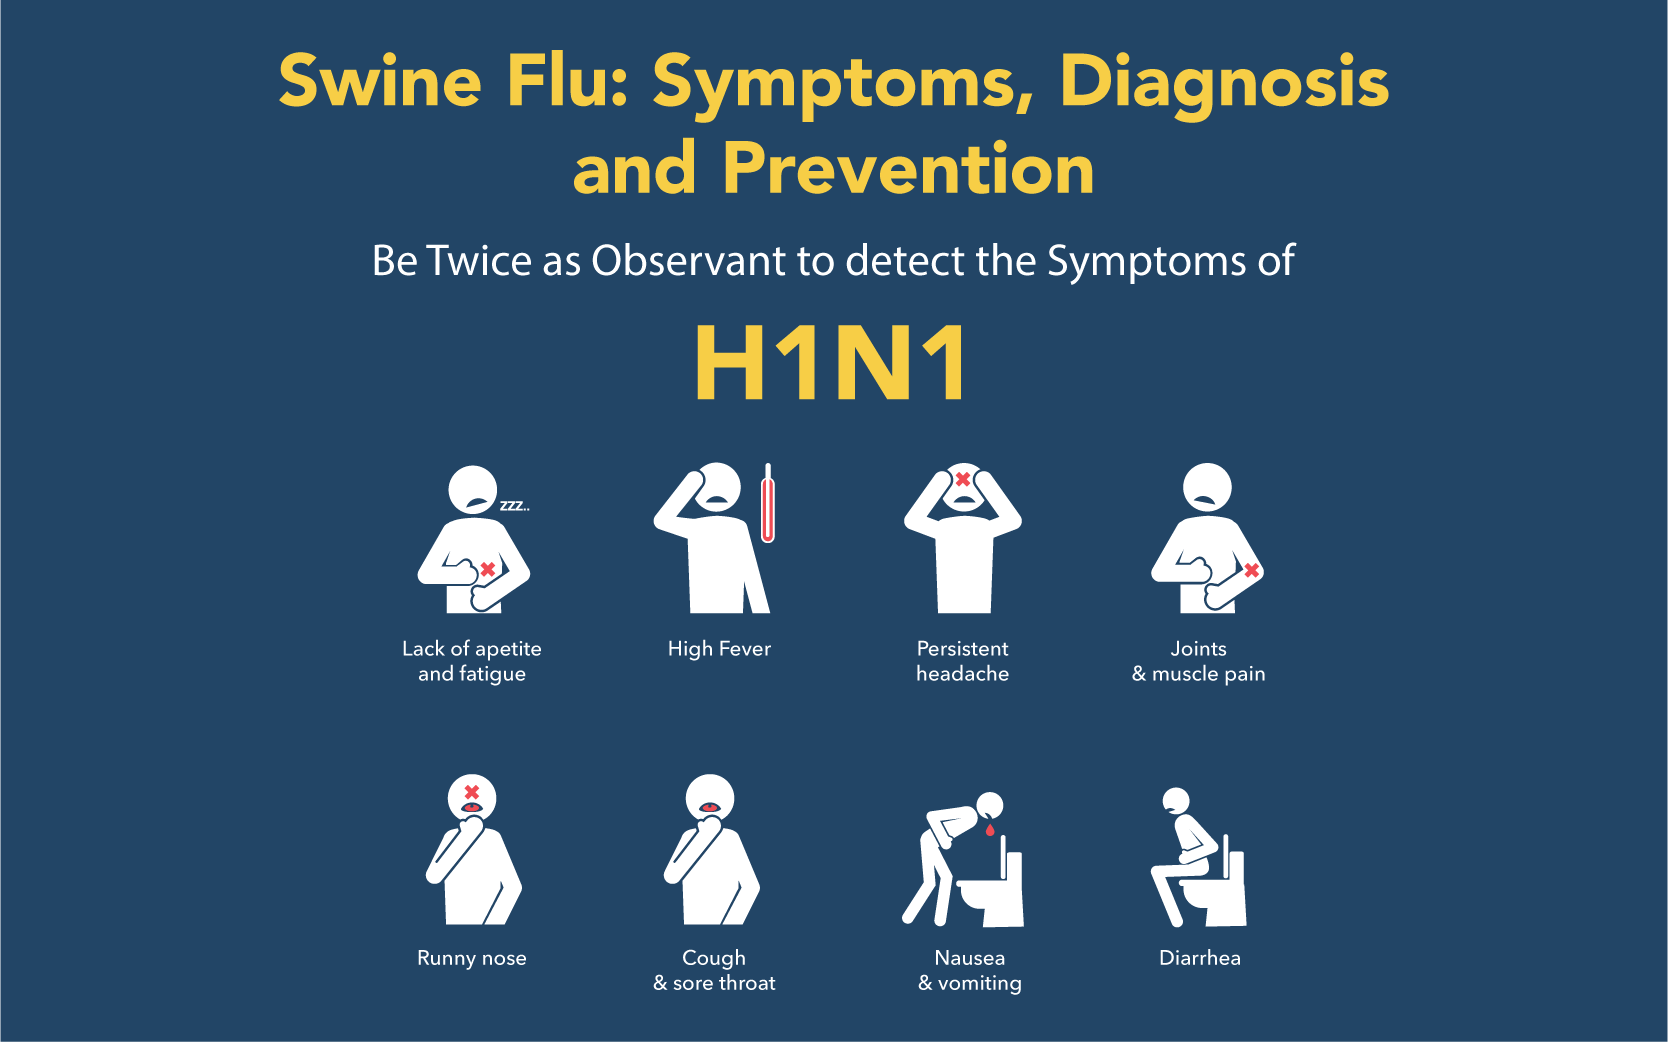 Swine Flu: Symptoms, Diagnosis
and Prevention
Be Twice as Observant to detect the Symptoms of
H1N1
zzz..
Lack of apetite
and fatigue
High Fever
Persistent
headache
Joints
& muscle pain
Runny nose
Cough
& sore throat
Nausea
& vomiting
Diarrhea